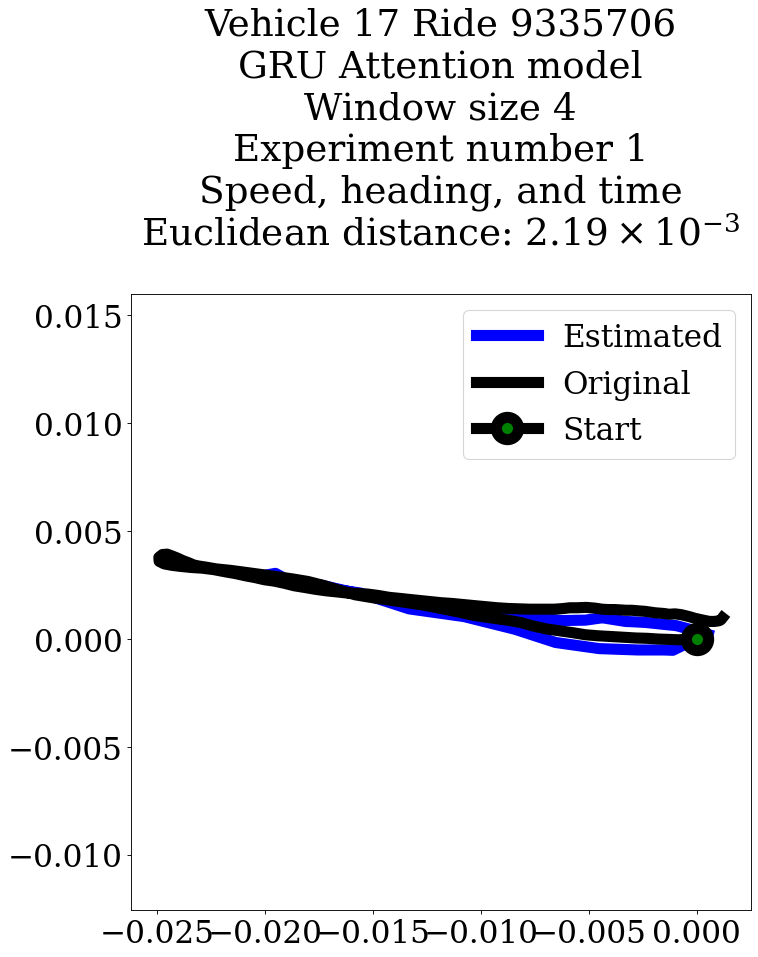 Vehicle 17 Ride 9335706
GRU Attention model
Window size 4
Experiment number 1
Speed, heading, and time
Euclidean distance: 2.19 × 10⁻³
Estimated
Original
Start
0.015
0.010
0.005
0.000
−0.005
−0.010
−0.025 −0.020 −0.015 −0.010 −0.005 0.000